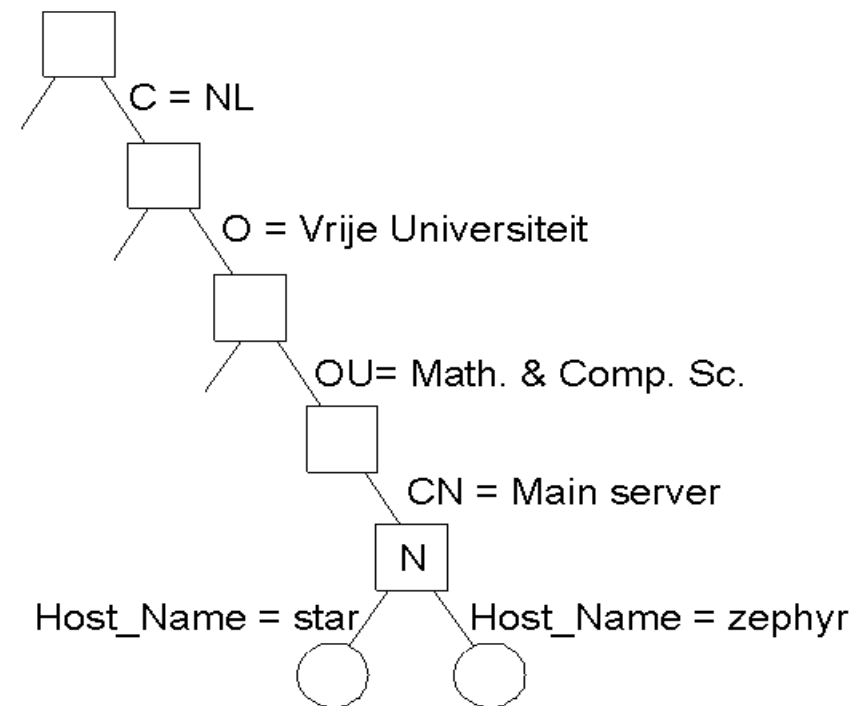 C = NL
O = Vrije Universiteit
OU= Math. & Comp. Sc.
CN = Main server
N
Host_Name = star
Host_Name = zephyr